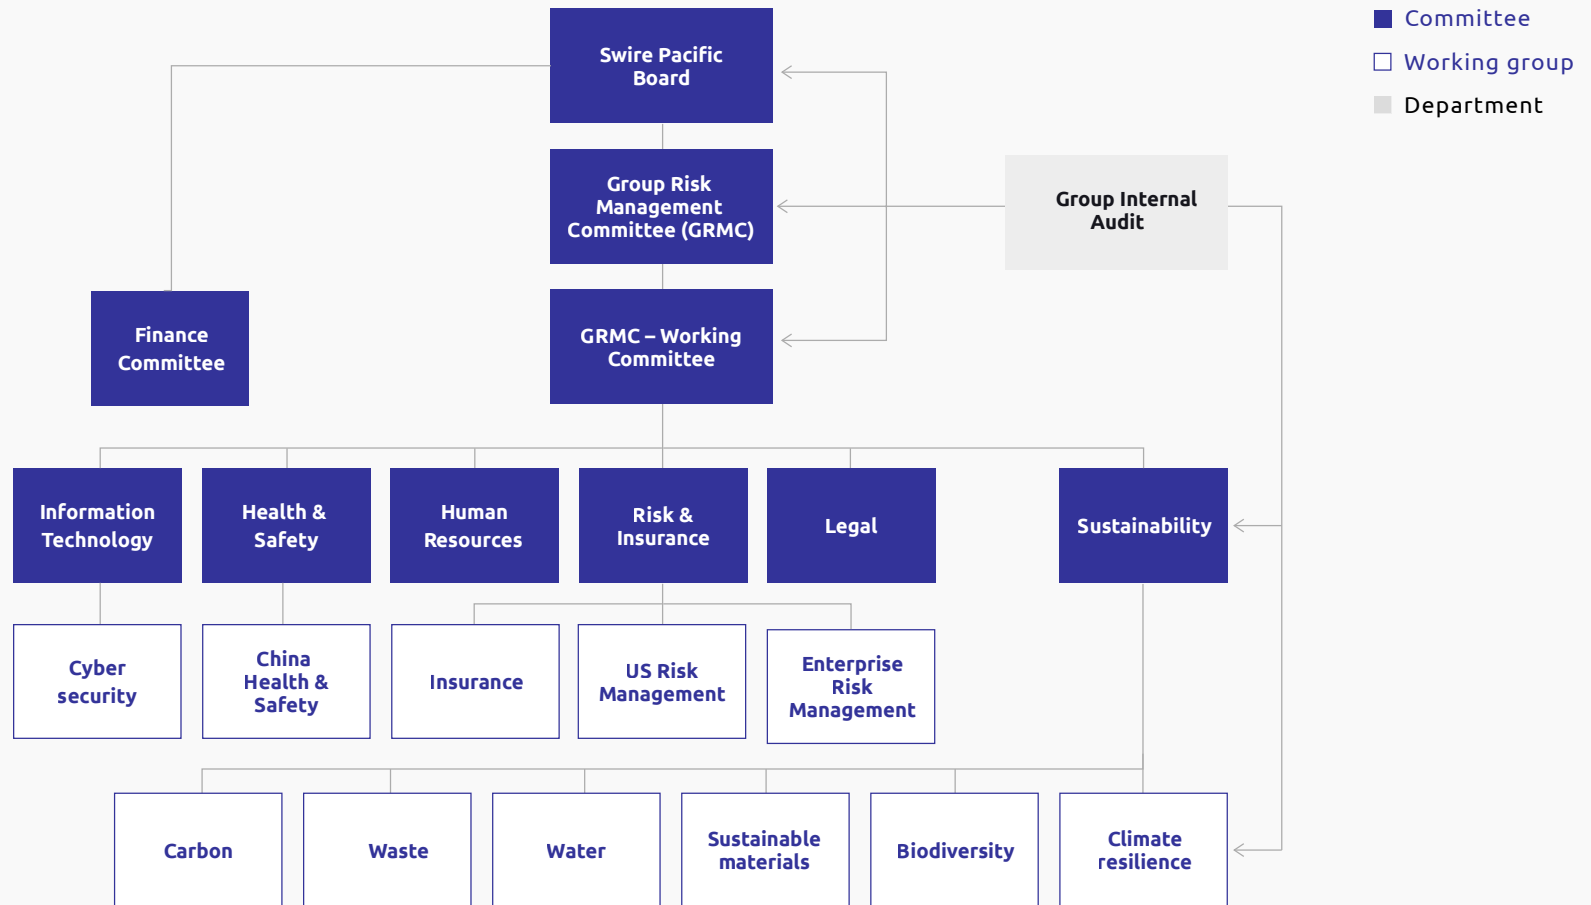 Swire Pacific
Board
Committee
Working group
Department
Group Risk
Management
Committee (GRMC)
Group Internal
Audit
Finance
Committee
GRMC – Working
Committee
Information
Technology
Health &
Safety
Human
Resources
Risk &
Insurance
Legal
Sustainability
Cyber
security
China
Health &
Safety
Insurance
US Risk
Management
Enterprise
Risk
Management
Carbon
Waste
Water
Sustainable
materials
Biodiversity
Climate
resilience